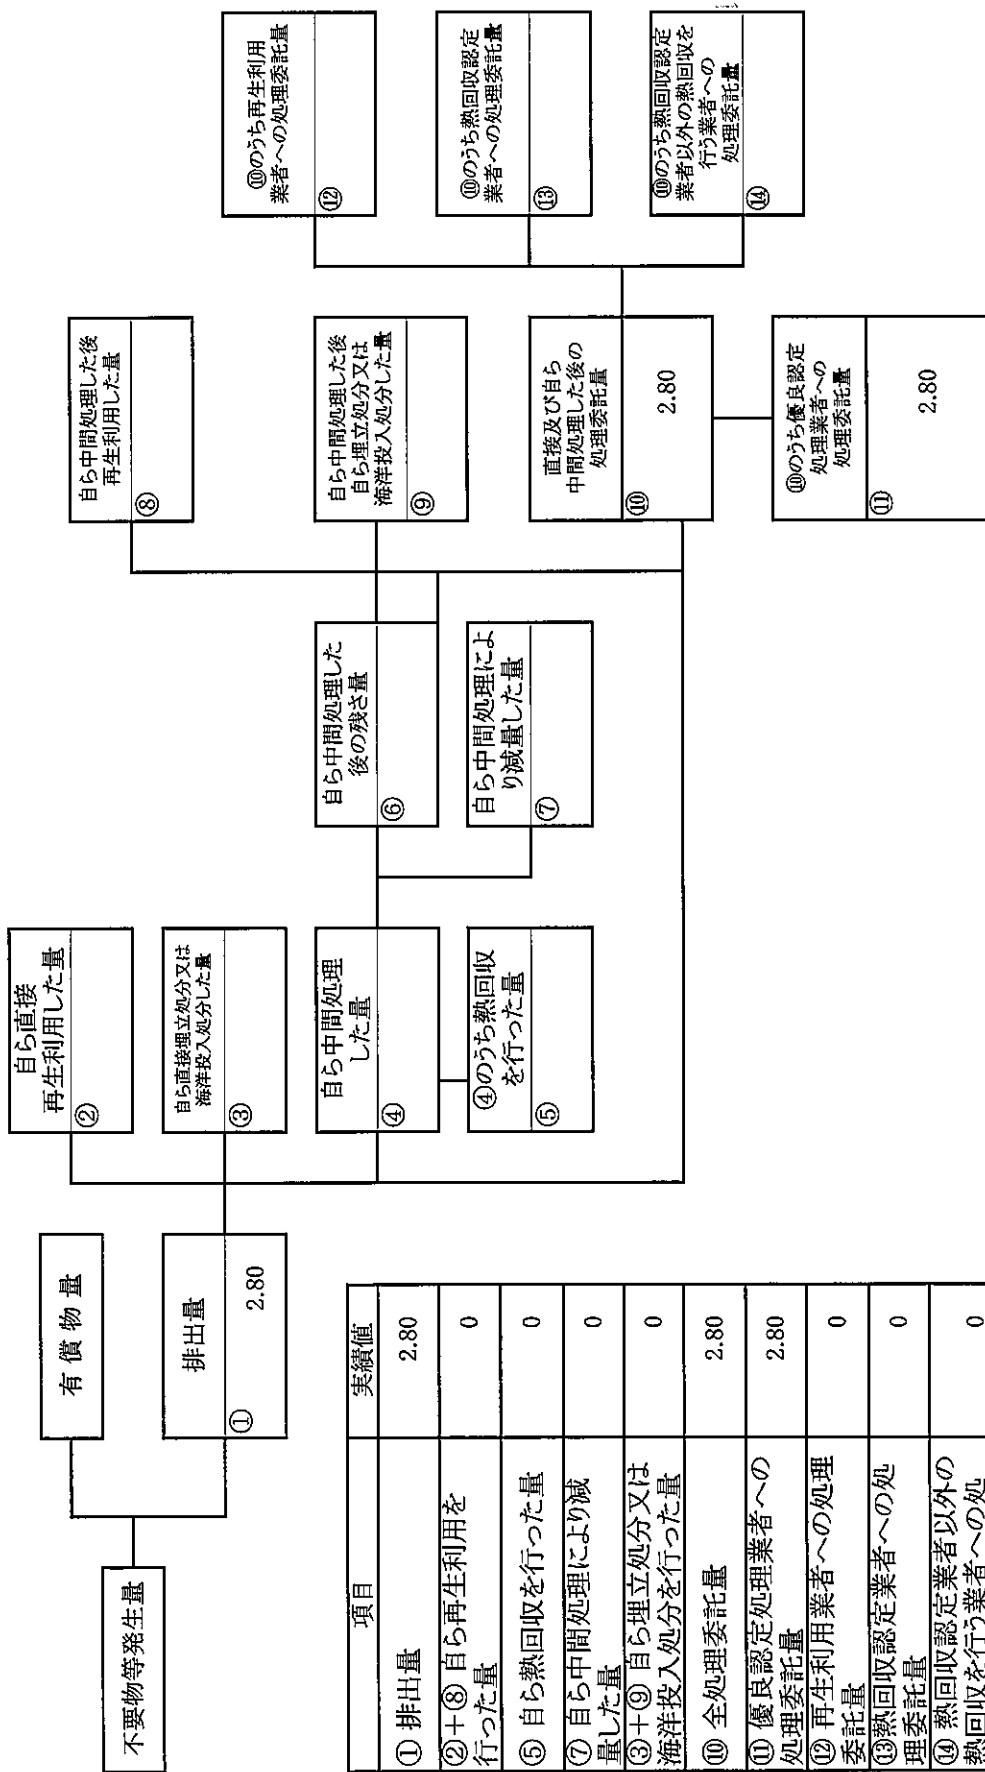 不要物等発生量
有償物量
排出量
①
2.80
自ら直接
再生利用した量
②
自ら直接埋立処分又は
海洋投入処分した量
③
自ら中間処理
した量
④
④のうち熱回収
を行った量
⑤
自ら中間処理した
後の残さ量
⑥
自ら中間処理によ
り減量した量
⑦
自ら中間処理した後
再生利用した量
⑧
自ら中間処理した後
自ら埋立処分又は
海洋投入処分した量
⑨
直接及び自ら
中間処理した後の
処理委託量
⑩
2.80
⑩のうち優良認定
処理業者への
処理委託量
⑪
2.80
⑩のうち再生利用
業者への処理委託量
⑫
⑩のうち熱回収認定
業者への処理委託量
⑬
⑩のうち熱回収認定
業者以外の熱回収を
行う業者への
処理委託量
⑭
項目 実績値
① 排出量 2.80
②+⑧ 自ら再生利用を
行った量 0
⑤ 自ら熱回収を行った量 0
⑦ 自ら中間処理により減
量した量 0
③+⑨ 自ら埋立処分又は
海洋投入処分を行った量 0
⑩ 全処理委託量 2.80
⑪ 優良認定処理業者への
処理委託量 2.80
⑫ 再生利用業者への処理
委託量 0
⑬熱回収認定業者への処
理委託量 0
⑭ 熱回収認定業者以外の
熱回収を行う業者への処 0